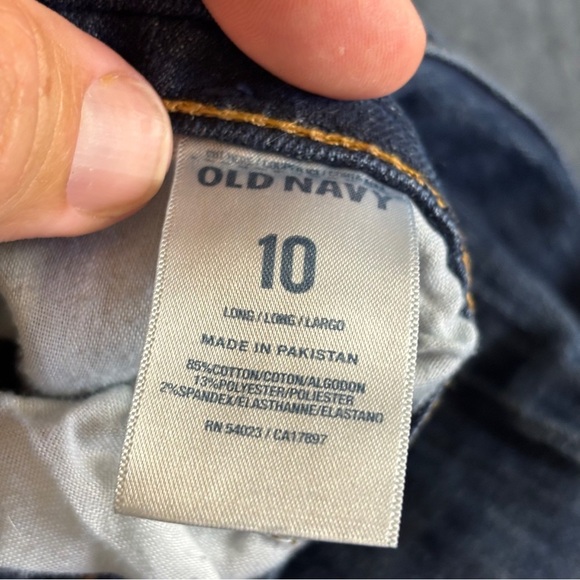 OLD NAVY
10
LONG/LONG/LARGO
MADE IN PAKISTAN
85%COTTON/COTON/ALGODON
13%POLYESTER/POLIESTER
2%SPANDEX/ELASTHANNE/ELASTANO
RN 54023 / CA17897